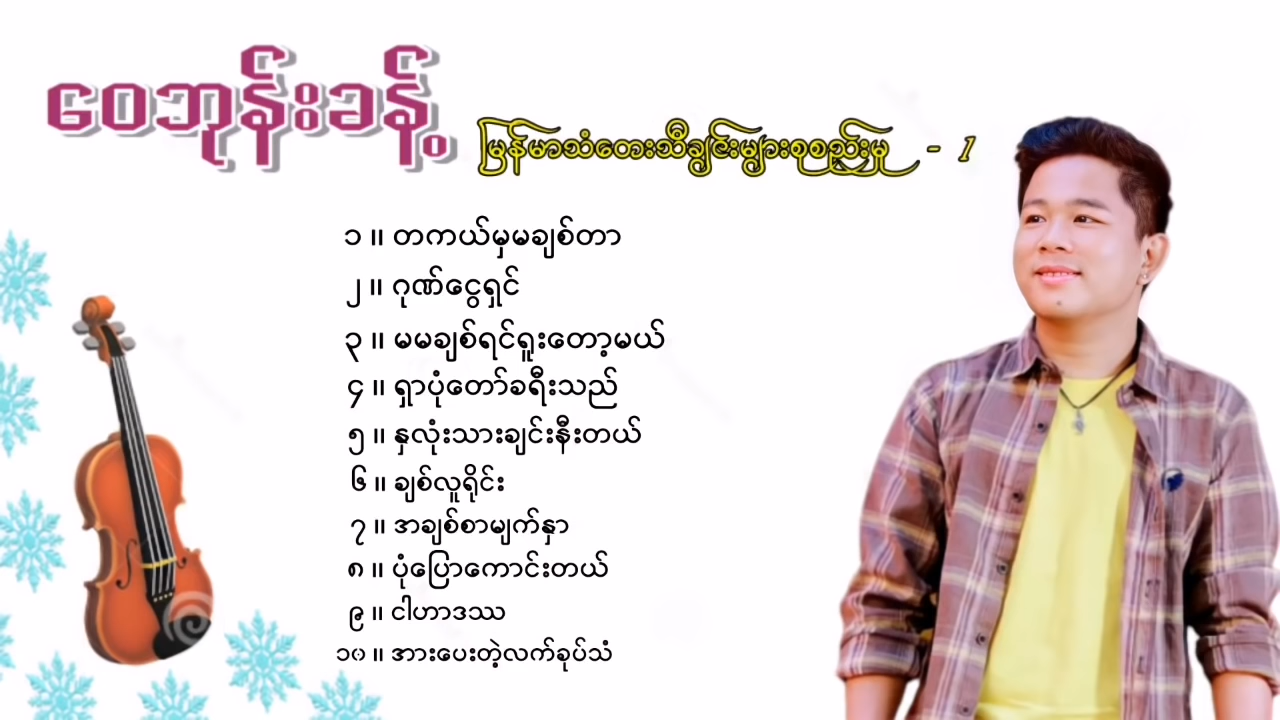 ဝေဘုန်းခန့်
မြန်မာသံတေးသီချင်းများစုစည်းမှု - 1
၁ ။ တကယ်မှမချစ်တာ
၂ ။ ဂုဏ်ငွေရှင်
၃ ။ မမချစ်ရင်ရူးတော့မယ်
၄ ။ ရှာပုံတော်ခရီးသည်
၅ ။ နှလုံးသားချင်းနီးတယ်
၆ ။ ချစ်လူရိုင်း
၇ ။ အချစ်စာမျက်နှာ
၈ ။ ပုံပြောကောင်းတယ်
၉ ။ ငါဟာဒဿ
၁၀ ။ အားပေးတဲ့လက်ခုပ်သံ